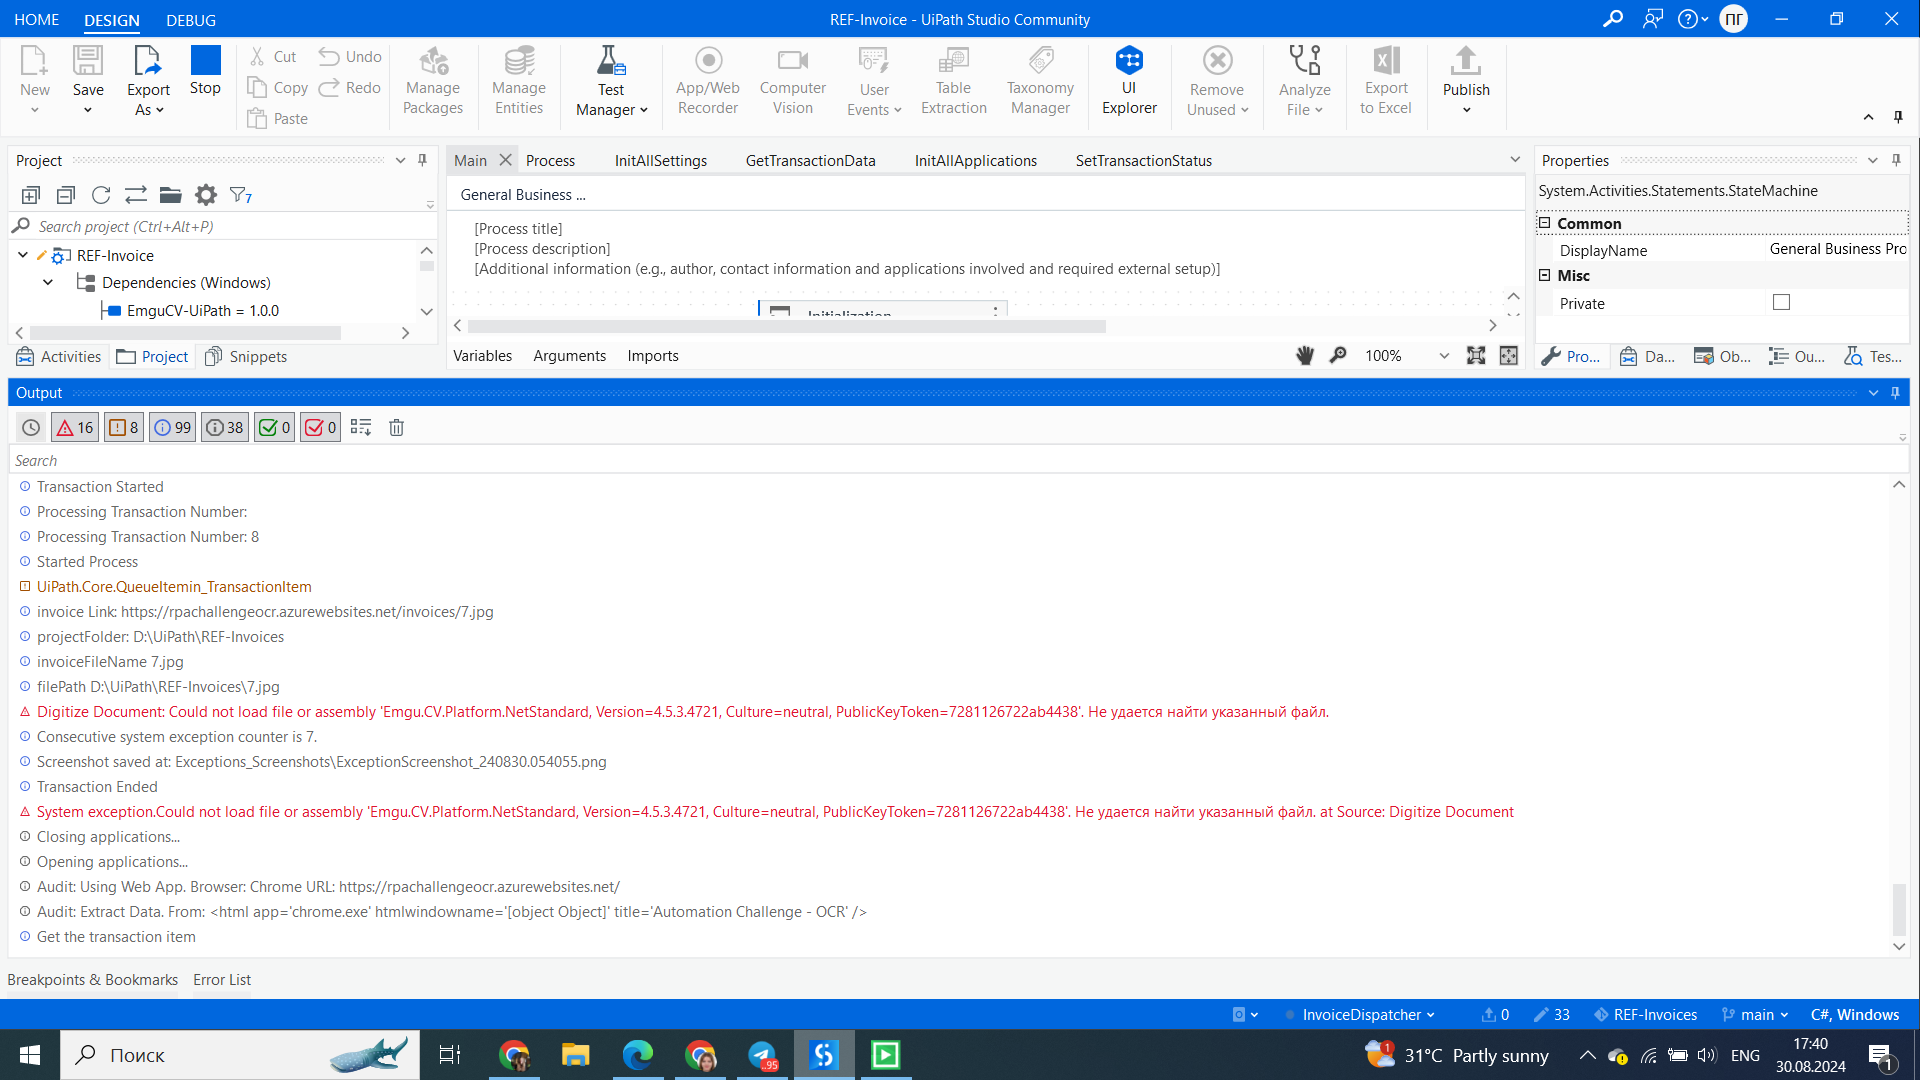 HOME DESIGN DEBUG REF-Invoice - UiPath Studio Community ПГ
New Save Export As Stop Cut Copy Paste Undo Redo Manage Packages Manage Entities Test Manager App/Web Recorder Computer Vision User Events Table Extraction Taxonomy Manager UI Explorer Remove Unused Analyze File Export to Excel Publish
Project
7
Search project (Ctrl+Alt+P)
REF-Invoice
Dependencies (Windows)
EmguCV-UiPath = 1.0.0
Activities Project Snippets
Main Process InitAllSettings GetTransactionData InitAllApplications SetTransactionStatus
General Business ...
[Process title]
[Process description]
[Additional information (e.g., author, contact information and applications involved and required external setup)]
Initialization
Variables Arguments Imports 100%
Properties
System.Activities.Statements.StateMachine
Common
DisplayName General Business Pro
Misc
Private
Pro... Da... Ob... Ou... Tes...
Output
16 8 99 38 0 0
Search
Transaction Started
Processing Transaction Number:
Processing Transaction Number: 8
Started Process
UiPath.Core.QueueItemin_TransactionItem
invoice Link: https://rpachallengeocr.azurewebsites.net/invoices/7.jpg
projectFolder: D:\UiPath\REF-Invoices
invoiceFileName 7.jpg
filePath D:\UiPath\REF-Invoices\7.jpg
Digitize Document: Could not load file or assembly 'Emgu.CV.Platform.NetStandard, Version=4.5.3.4721, Culture=neutral, PublicKeyToken=7281126722ab4438'. Не удается найти указанный файл.
Consecutive system exception counter is 7.
Screenshot saved at: Exceptions_Screenshots\ExceptionScreenshot_240830.054055.png
Transaction Ended
System exception.Could not load file or assembly 'Emgu.CV.Platform.NetStandard, Version=4.5.3.4721, Culture=neutral, PublicKeyToken=7281126722ab4438'. Не удается найти указанный файл. at Source: Digitize Document
Closing applications...
Opening applications...
Audit: Using Web App. Browser: Chrome URL: https://rpachallengeocr.azurewebsites.net/
Audit: Extract Data. From: <html app='chrome.exe' htmlwindowname='[object Object]' title='Automation Challenge - OCR' />
Get the transaction item
Breakpoints & Bookmarks Error List
InvoiceDispatcher 0 33 REF-Invoices main C#, Windows
Поиск 95 1 31°C Partly sunny ENG 17:40 1
30.08.2024